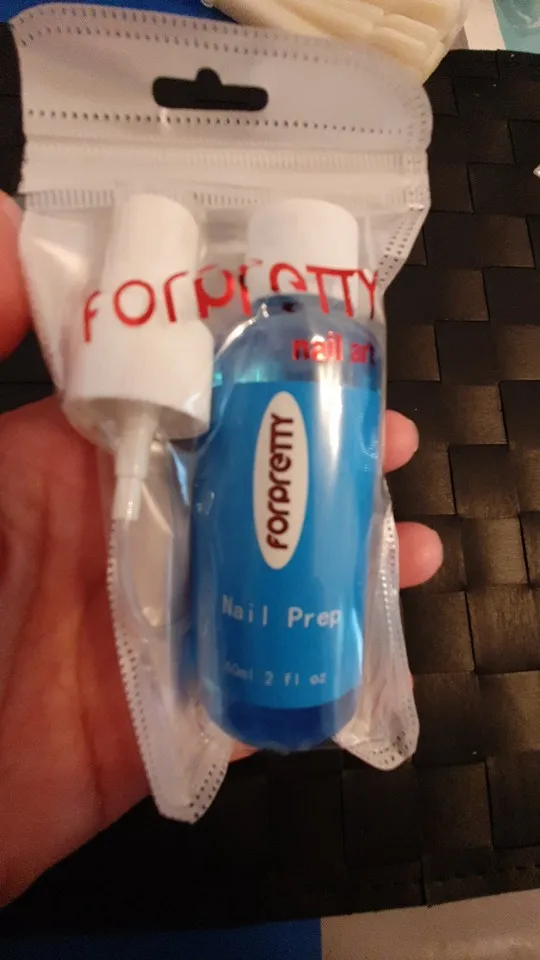 forpretty
nail art
forpretty
Nail Prep
60ml 2 fl oz